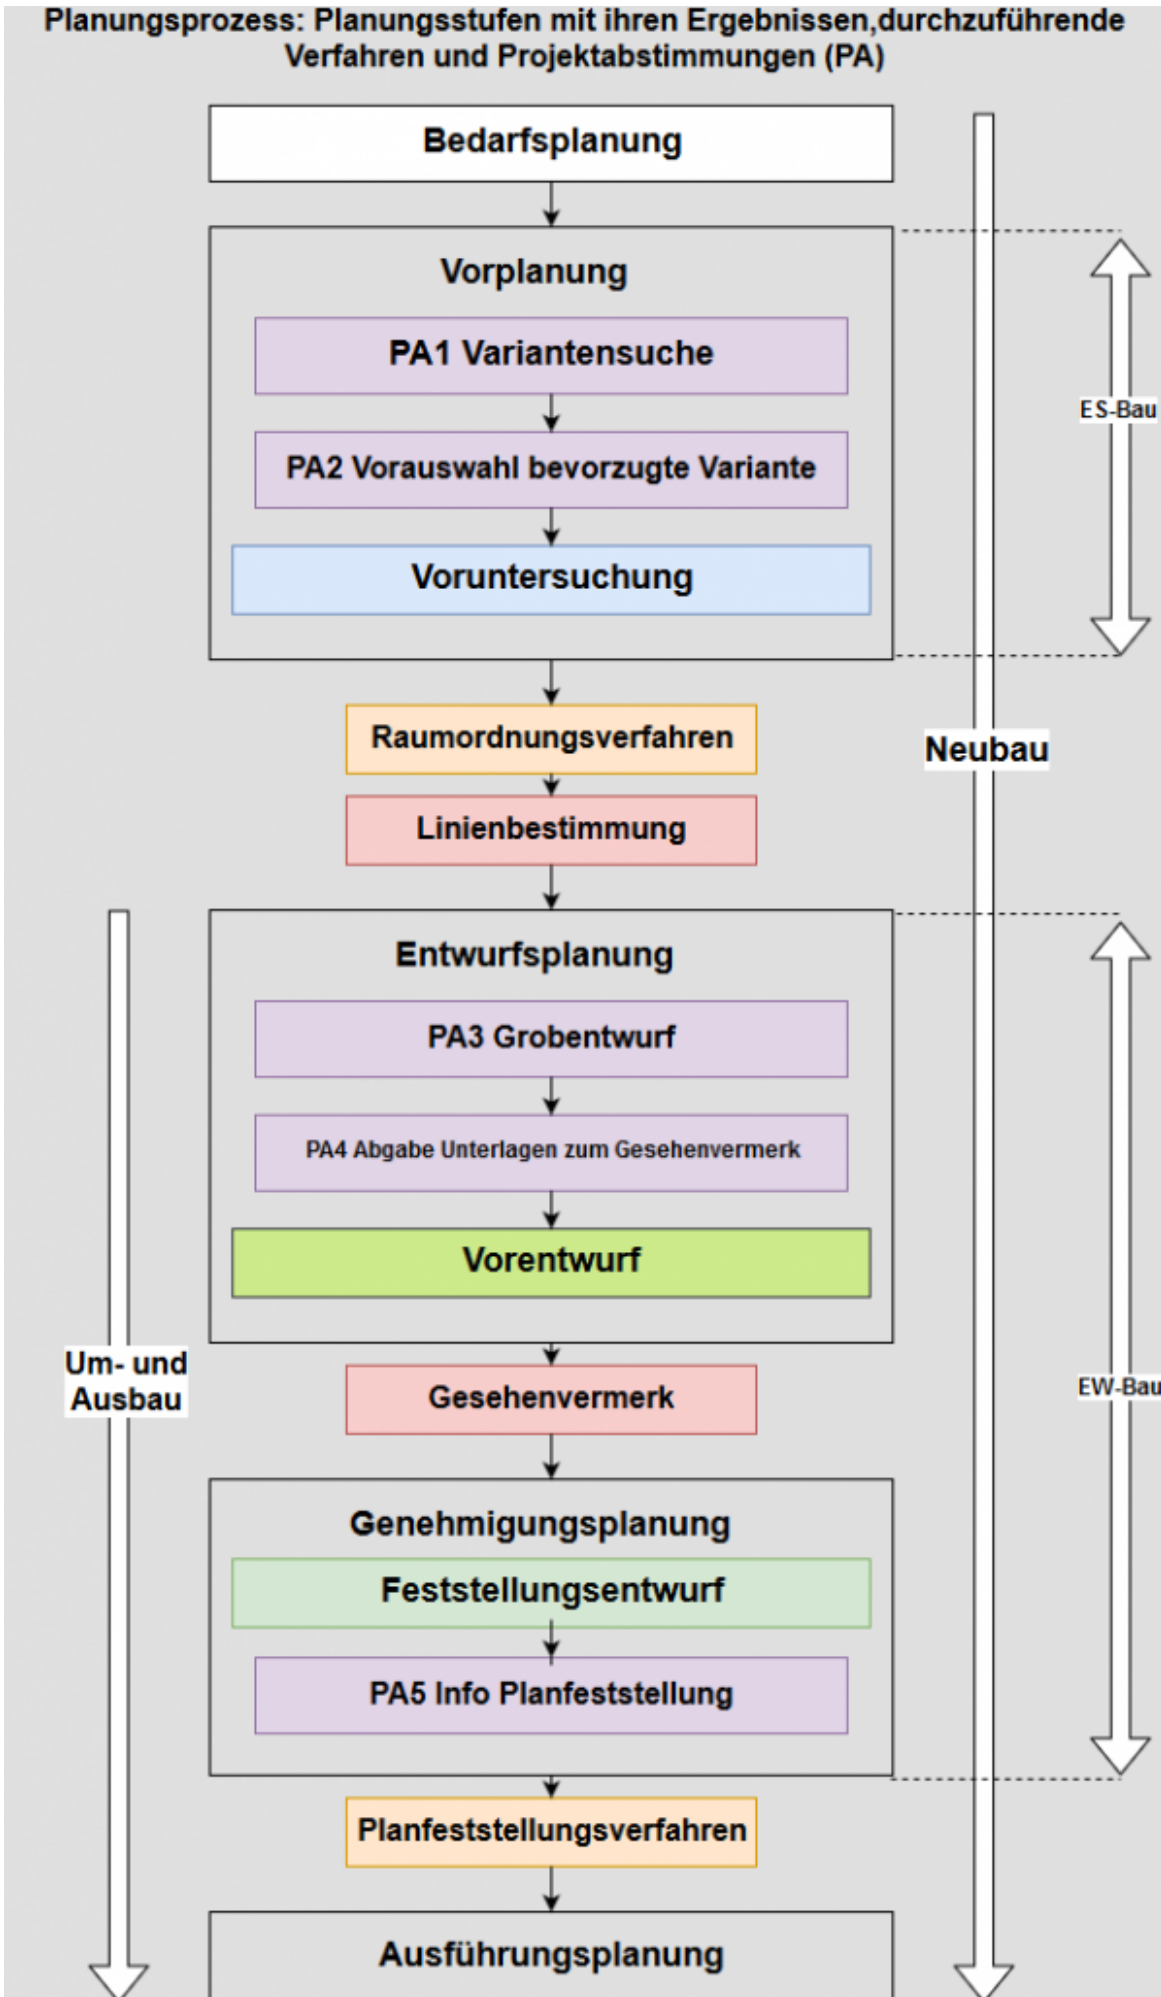 Planungsprozess: Planungsstufen mit ihren Ergebnissen,durchzuführende
Verfahren und Projektabstimmungen (PA)
Bedarfsplanung
Vorplanung
PA1 Variantensuche
PA2 Vorauswahl bevorzugte Variante
Voruntersuchung
ES-Bau
Raumordnungsverfahren
Neubau
Linienbestimmung
Entwurfsplanung
PA3 Grobentwurf
PA4 Abgabe Unterlagen zum Gesehenvermerk
Vorentwurf
Um- und
Ausbau
Gesehenvermerk
EW-Bau
Genehmigungsplanung
Feststellungsentwurf
PA5 Info Planfeststellung
Planfeststellungsverfahren
Ausführungsplanung